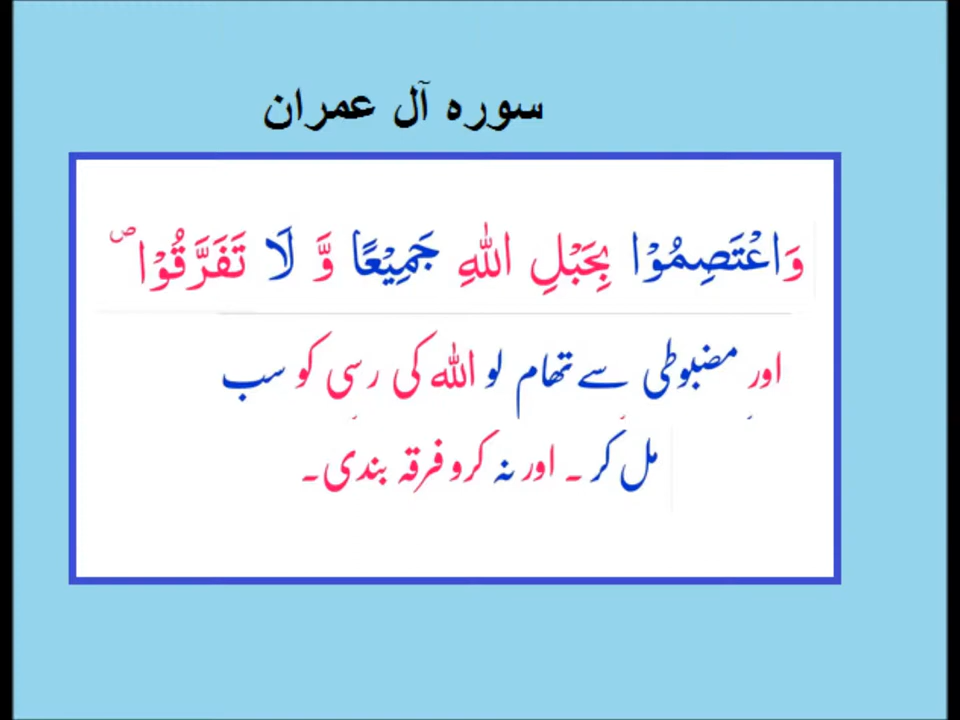 سورہ آل عمران
وَاعْتَصِمُوْا بِحَبْلِ اللّٰهِ جَمِيْعًا وَّ لَا تَفَرَّقُوْا ۖ
اور مضبوطی سے تھام لو اللہ کی رسی کو سب
مل کر ۔ اور نہ کرو فرقہ بندی۔